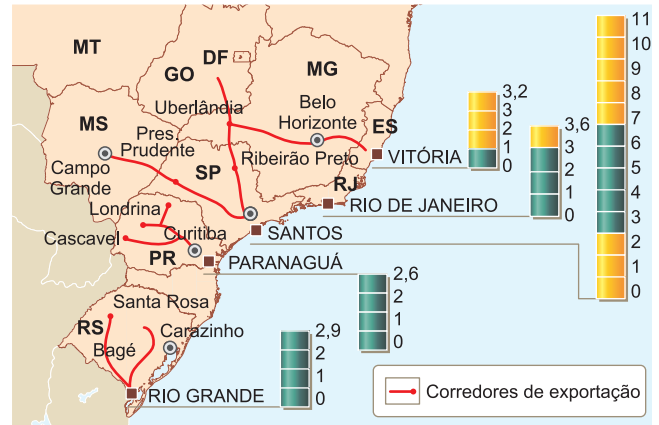 MT
DF
GO
MG
Uberlândia
Belo
Horizonte
MS
ES
Pres.
Prudente
Campo
Grande
SP
Ribeirão Preto
VITÓRIA
RJ
RIO DE JANEIRO
Londrina
Curitiba
SANTOS
Cascavel
PR
PARANAGUÁ
Santa Rosa
RS
Carazinho
Bagé
RIO GRANDE
3,2
3
2
1
0
3,6
3
2
1
0
11
10
9
8
7
6
5
4
3
2
1
0
2,6
2
1
0
2,9
2
1
0
Corredores de exportação